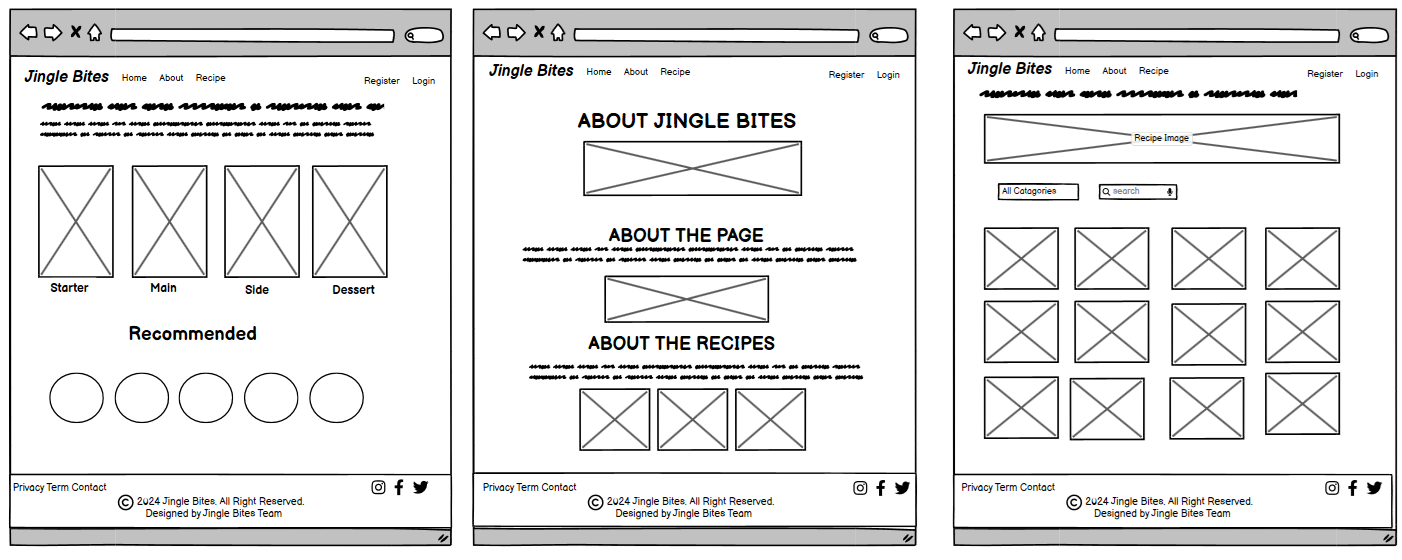 Jingle Bites Home About Recipe Register Login
Starter Main Side Dessert
Recommended
Privacy Term Contact
© 2024 Jingle Bites. All Right Reserved.
Designed by Jingle Bites Team
Jingle Bites Home About Recipe Register Login
ABOUT JINGLE BITES
ABOUT THE PAGE
ABOUT THE RECIPES
Privacy Term Contact
© 2024 Jingle Bites. All Right Reserved.
Designed by Jingle Bites Team
Jingle Bites Home About Recipe Register Login
Recipe Image
All Catagories search
Privacy Term Contact
© 2024 Jingle Bites. All Right Reserved.
Designed by Jingle Bites Team